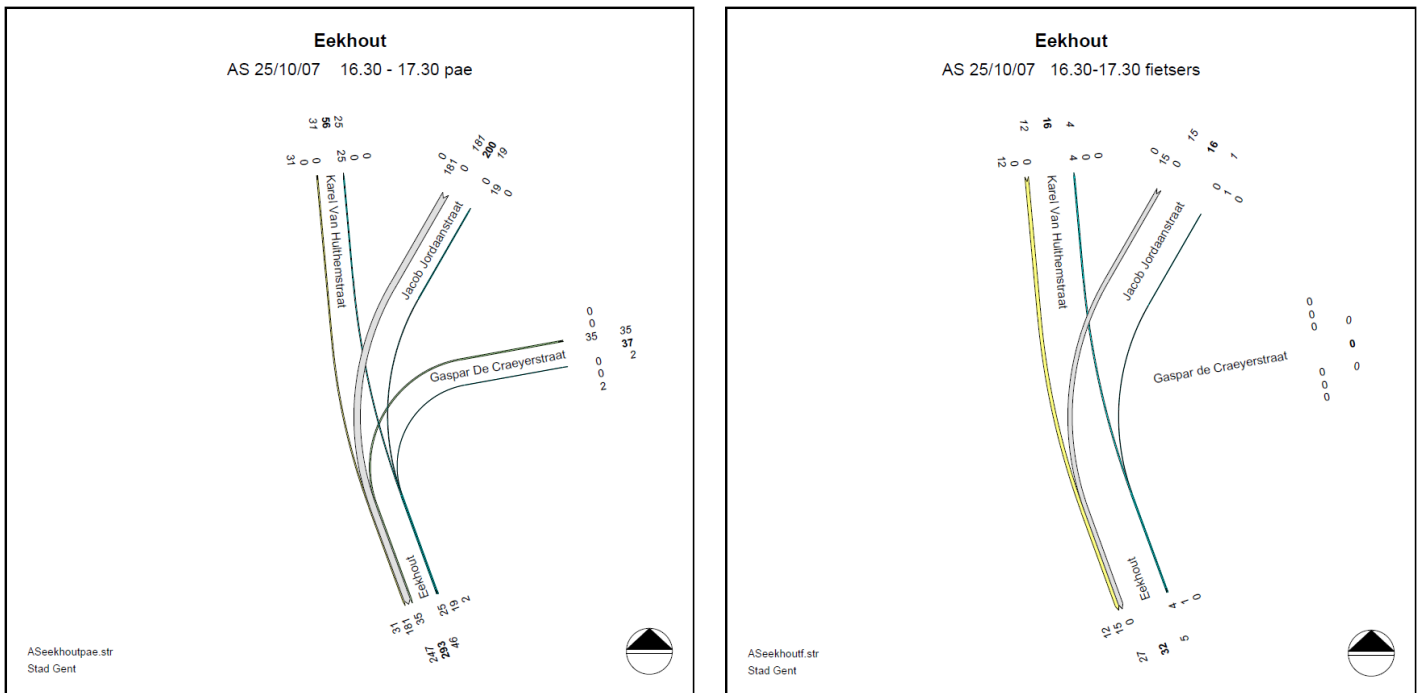 Eekhout
AS 25/10/07 16.30 - 17.30 pae
31 56 25
31 0 0 25 0 0
Karel Van Hulthemstraat
0 181 0 181 200 19
0 19 0
Jacob Jordaanstraat
0
0
35 35
37
0 2
0
2
Gaspar De Craeyerstraat
Eekhout
31 181 35 25 19 2
247 293 46
ASeekhoutpae.str
Stad Gent
Eekhout
AS 25/10/07 16.30-17.30 fietsers
12 16 4
12 0 0 4 0 0
Karel Van Hulthemstraat
0 15 0 15 16 1
0 1 0
Jacob Jordaanstraat
0
0
0 0
0
0 0
0
0
Gaspar de Craeyerstraat
Eekhout
12 15 0 4 1 0
27 32 5
ASeekhoutf.str
Stad Gent